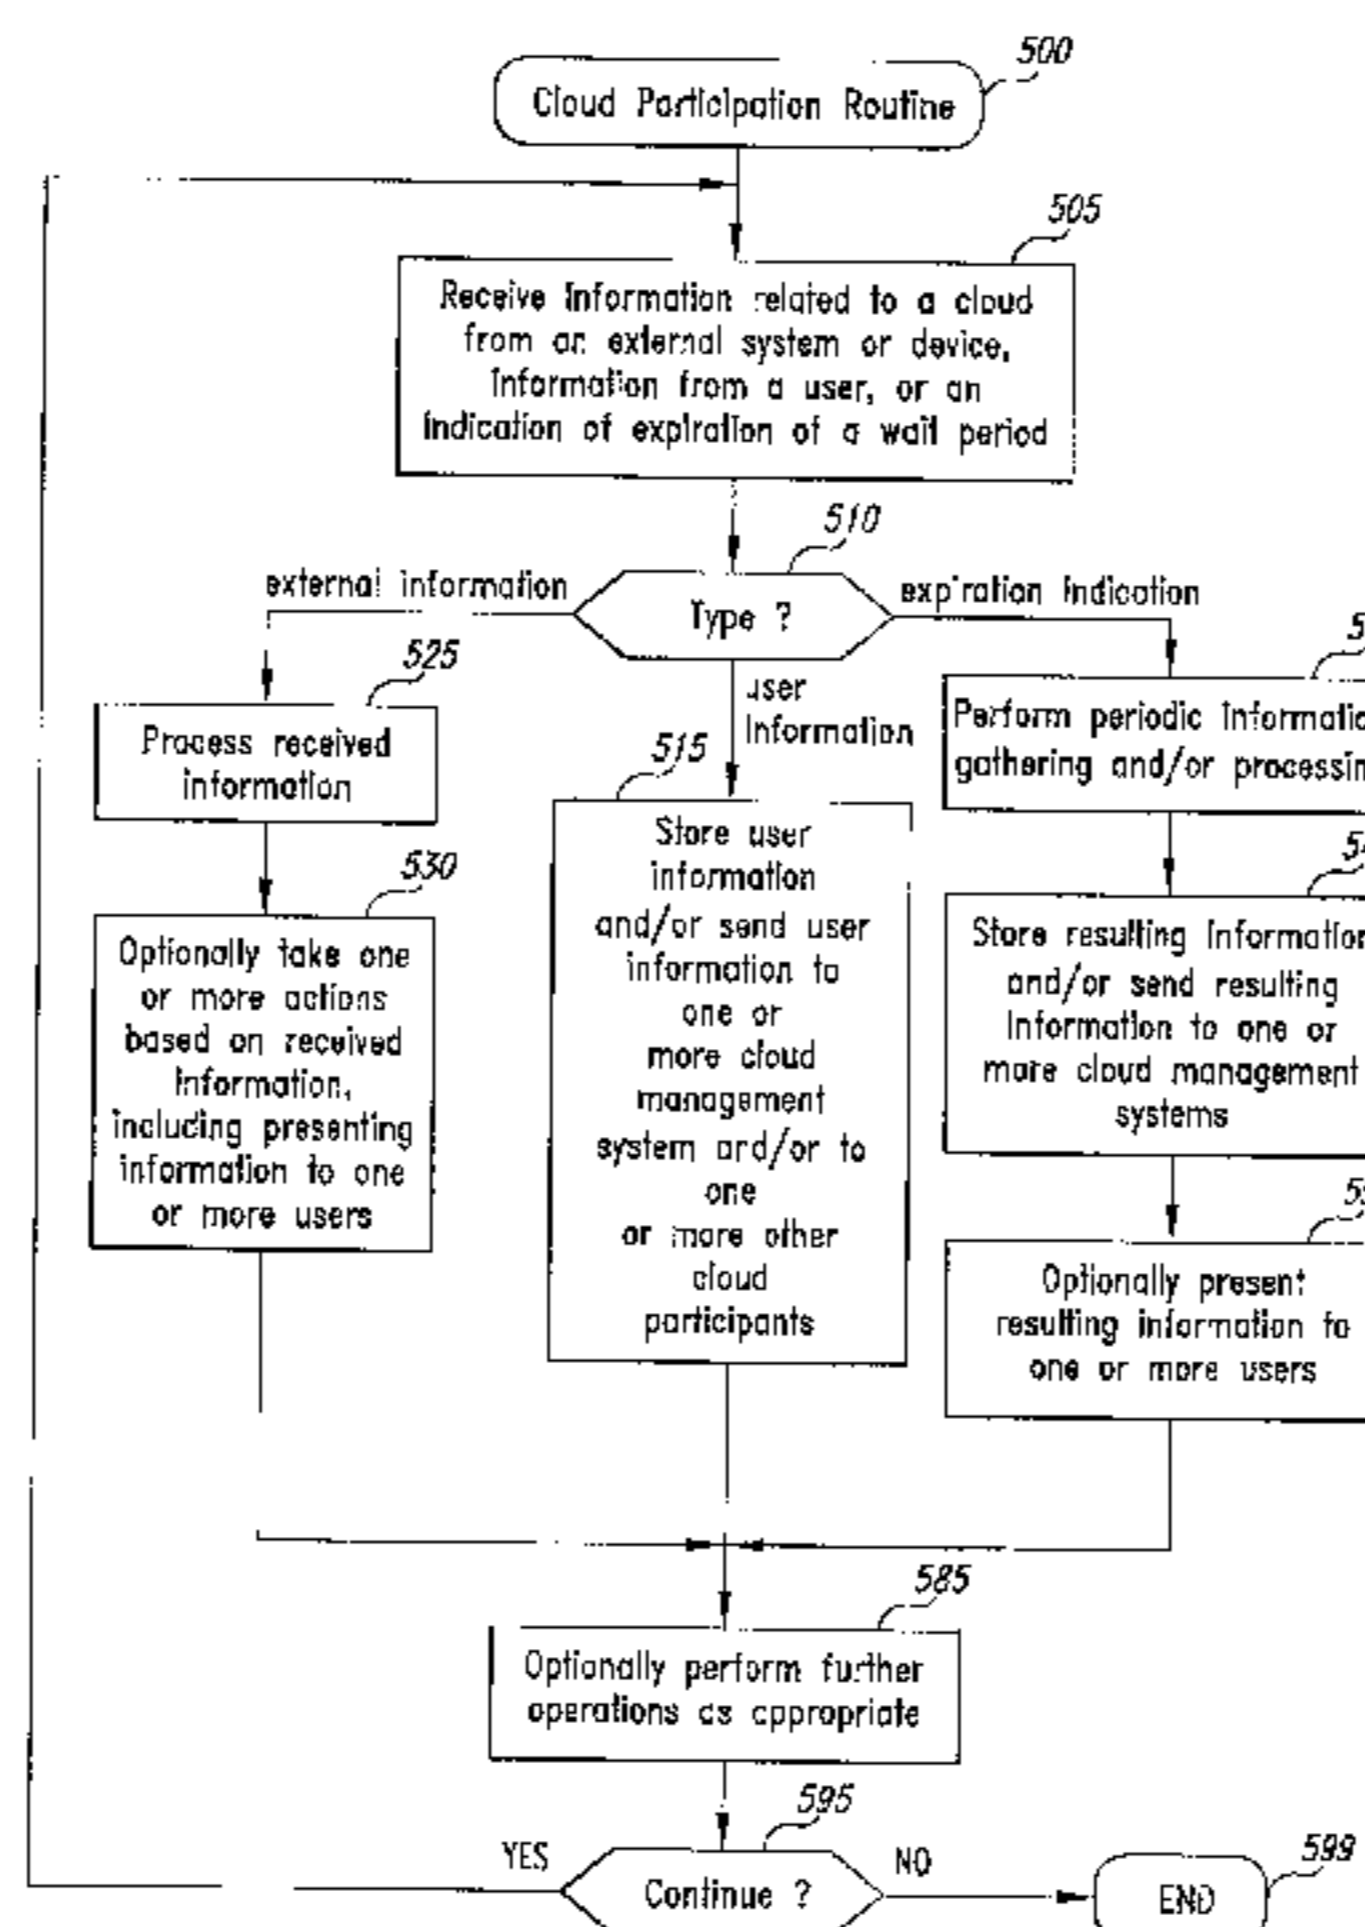 500
Cloud Participation Routine
505
Receive information related to a cloud
from an external system or device,
information from a user, or an
indication of expiration of a wait period
510
external information
Type ?
expiration indication
user
information
525
Process received
information
515
Perform periodic
gathering and/or
530
Store user
information
and/or send user
information to
one or
more cloud
management
system and/or to
one
or more other
cloud
participants
Optionally take one
or more actions
based on received
information,
including presenting
information to one
or more users
Store resulting
and/or send resulting
information to one or
more cloud management
systems
Optionally present
resulting information to
one or more users
585
Optionally perform further
operations as appropriate
595
YES
Continue ?
NO
599
END